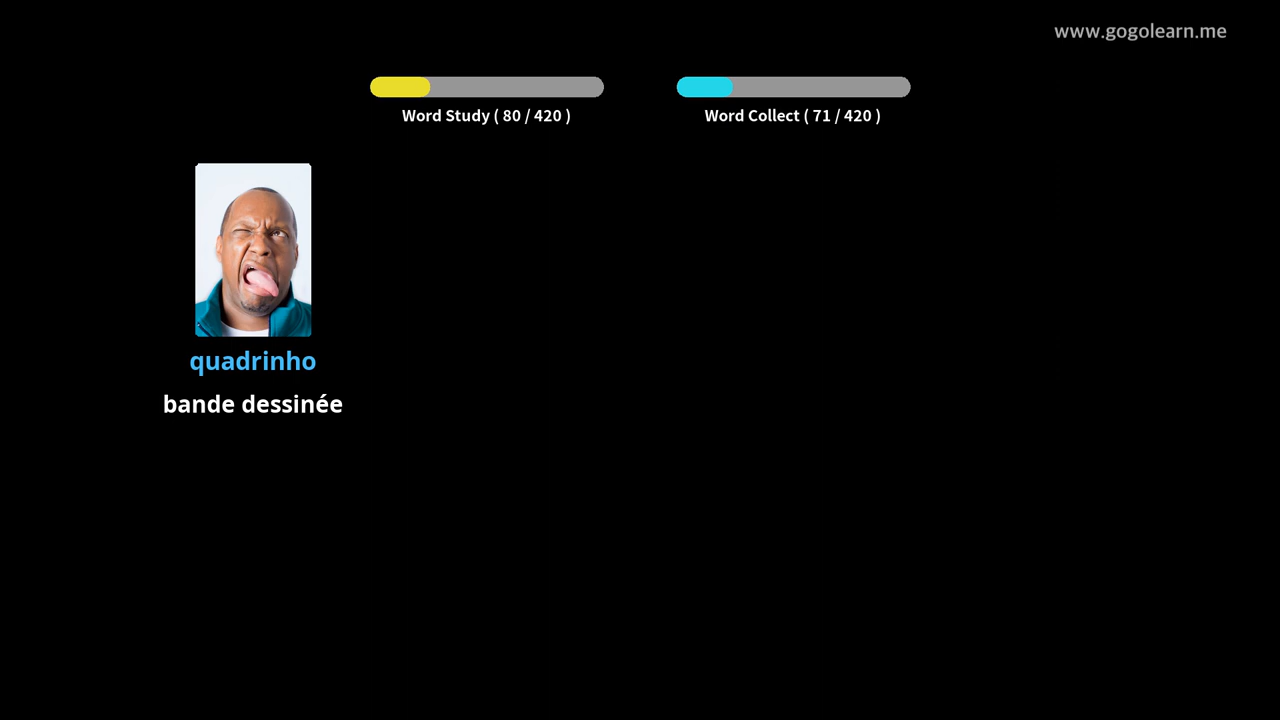 www.gogolearn.me
Word Study ( 80 / 420 )
Word Collect ( 71 / 420 )
quadrinho
bande dessinée